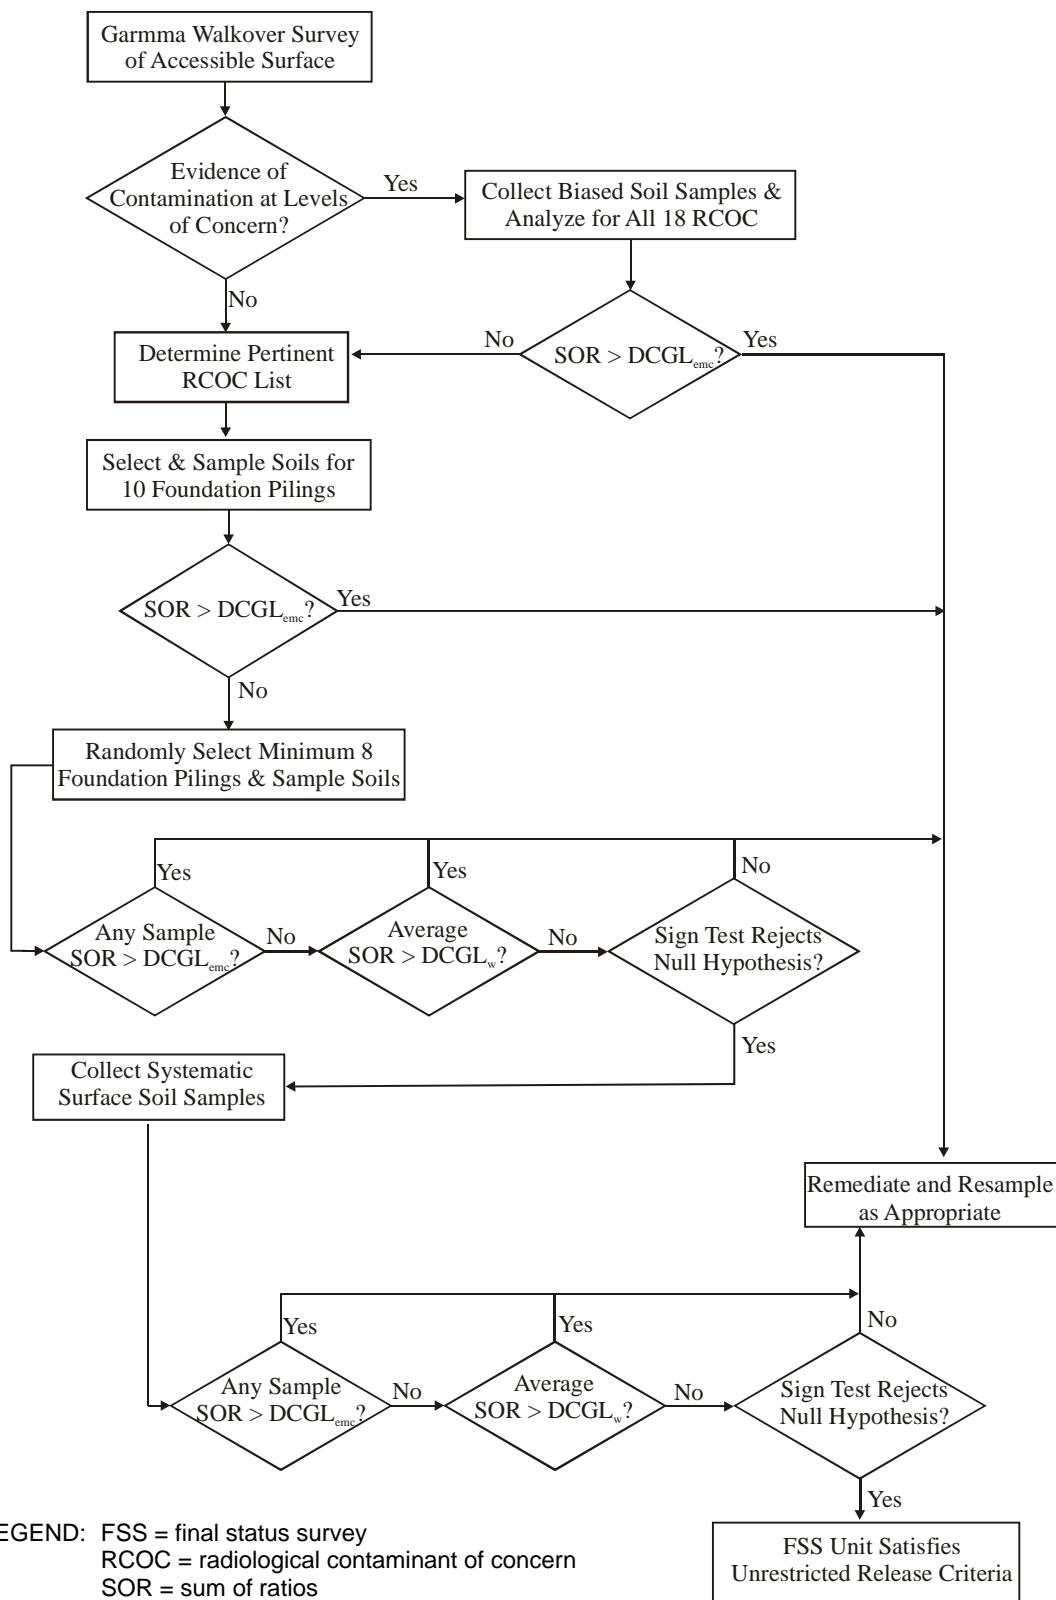 Garmma Walkover Survey
of Accessible Surface
Evidence of
Contamination at Levels
of Concern?
Yes
Collect Biased Soil Samples &
Analyze for All 18 RCOC
No
SOR > DCGLemc?
No
Yes
Determine Pertinent
RCOC List
Select & Sample Soils for
10 Foundation Pilings
SOR > DCGLemc?
Yes
No
Randomly Select Minimum 8
Foundation Pilings & Sample Soils
Yes
Yes
No
Any Sample
SOR > DCGLemc?
No
Average
SOR > DCGLw?
No
Sign Test Rejects
Null Hypothesis?
Yes
Collect Systematic
Surface Soil Samples
Remediate and Resample
as Appropriate
Yes
Yes
No
Any Sample
SOR > DCGLemc?
No
Average
SOR > DCGLw?
No
Sign Test Rejects
Null Hypothesis?
Yes
FSS Unit Satisfies
Unrestricted Release Criteria
EGEND: FSS = final status survey
RCOC = radiological contaminant of concern
SOR = sum of ratios